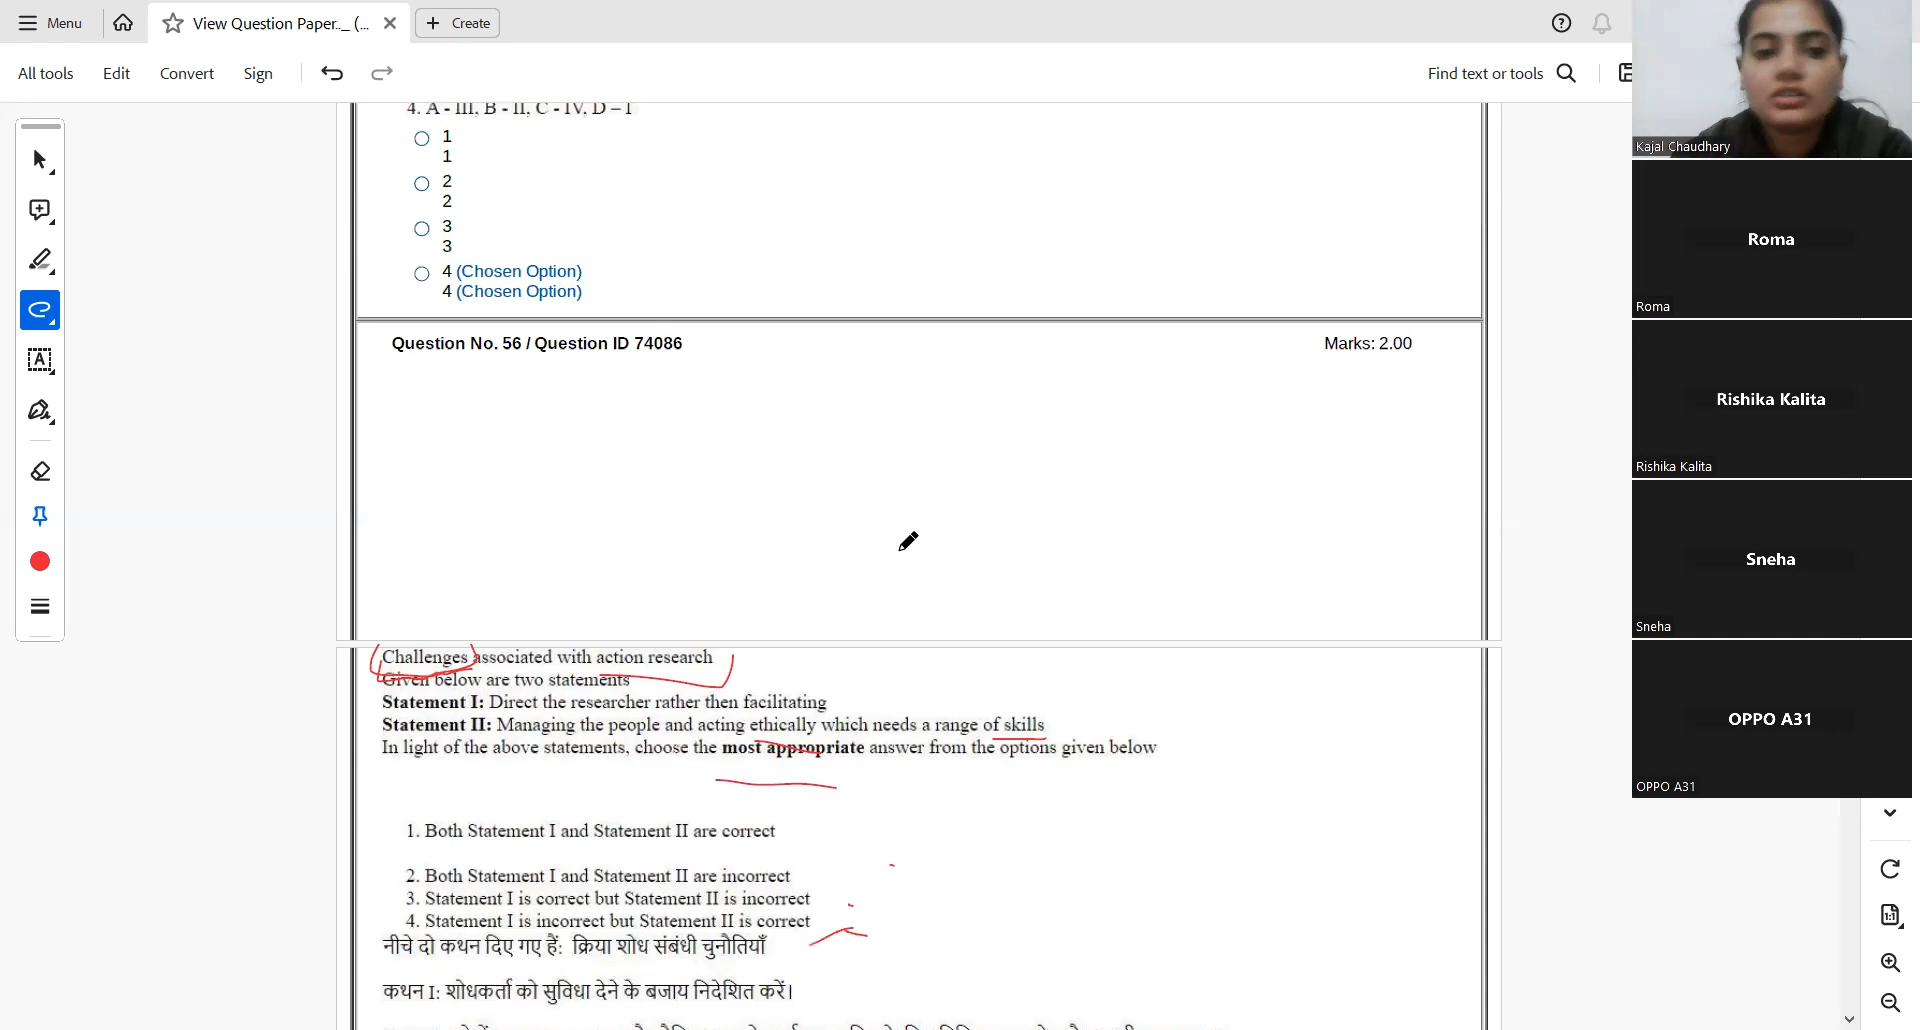 Menu
View Question Paper.._ (...
Create
All tools
Edit
Convert
Sign
Find text or tools
4. A - III, B - II, C - IV, D – I
1
1
2
2
3
3
4 (Chosen Option)
4 (Chosen Option)
Question No. 56 / Question ID 74086
Marks: 2.00
Challenges associated with action research
Given below are two statements
Statement I: Direct the researcher rather then facilitating
Statement II: Managing the people and acting ethically which needs a range of skills
In light of the above statements, choose the most appropriate answer from the options given below
1. Both Statement I and Statement II are correct
2. Both Statement I and Statement II are incorrect
3. Statement I is correct but Statement II is incorrect
4. Statement I is incorrect but Statement II is correct
नीचे दो कथन दिए गए हैं: क्रिया शोध संबंधी चुनौतियाँ
कथन I: शोधकर्ता को सुविधा देने के बजाय निदेशित करें।
Kajal Chaudhary
Roma
Roma
Rishika Kalita
Rishika Kalita
Sneha
Sneha
OPPO A31
OPPO A31